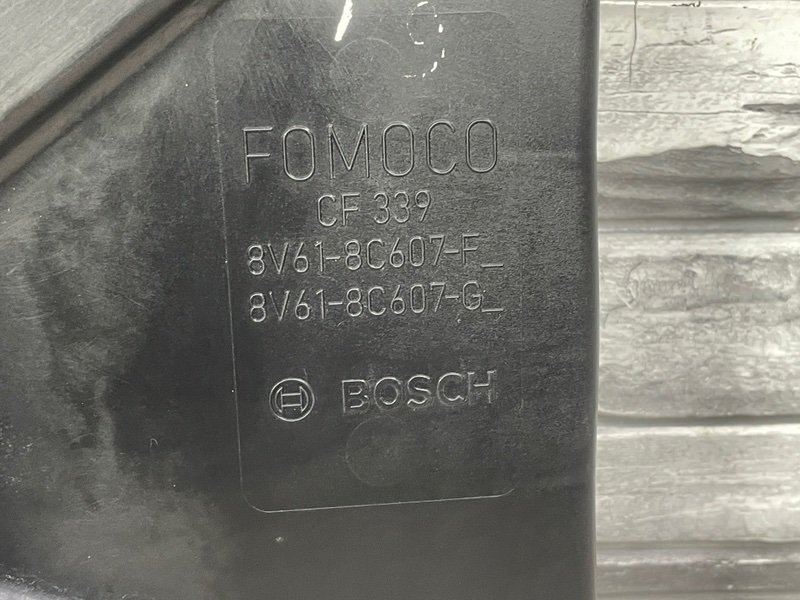 FOMOCO
CF 339
8V61-8C607-F_
8V61-8C607-G_
BOSCH